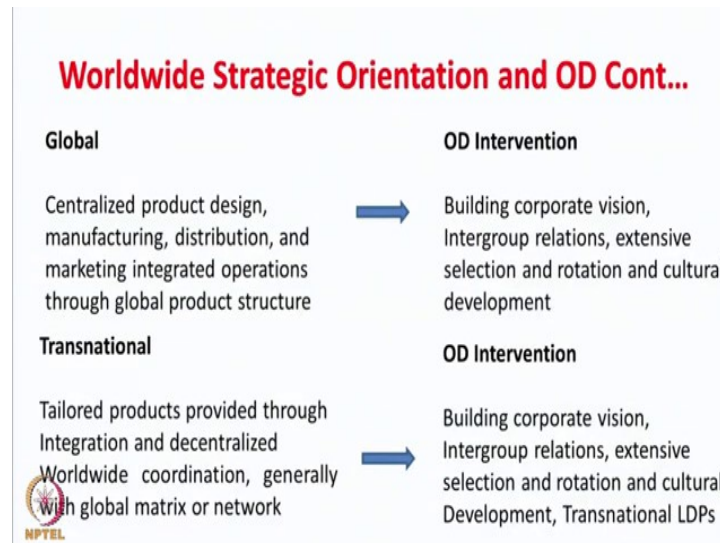 Worldwide Strategic Orientation and OD Cont...
Global
Centralized product design,
manufacturing, distribution, and
marketing integrated operations
through global product structure
OD Intervention
Building corporate vision,
Intergroup relations, extensive
selection and rotation and cultural
development
Transnational
Tailored products provided through
Integration and decentralized
Worldwide coordination, generally
with global matrix or network
OD Intervention
Building corporate vision,
Intergroup relations, extensive
selection and rotation and cultural
Development, Transnational LDPs
NPTEL